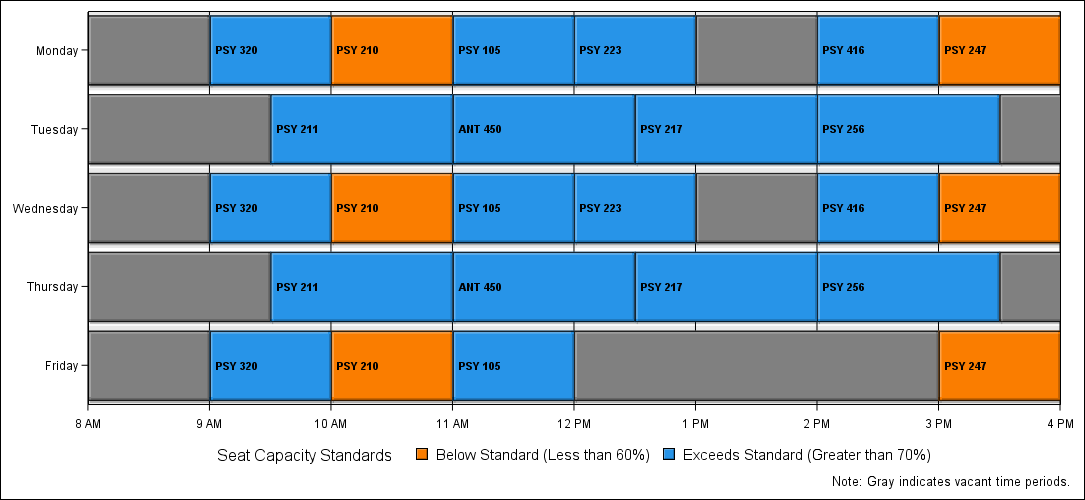 Monday PSY 320 PSY 210 PSY 105 PSY 223 PSY 416 PSY 247
Tuesday PSY 211 ANT 450 PSY 217 PSY 256
Wednesday PSY 320 PSY 210 PSY 105 PSY 223 PSY 416 PSY 247
Thursday PSY 211 ANT 450 PSY 217 PSY 256
Friday PSY 320 PSY 210 PSY 105 PSY 247
8 AM 9 AM 10 AM 11 AM 12 PM 1 PM 2 PM 3 PM 4 PM
Seat Capacity Standards Below Standard (Less than 60%) Exceeds Standard (Greater than 70%)
Note: Gray indicates vacant time periods.